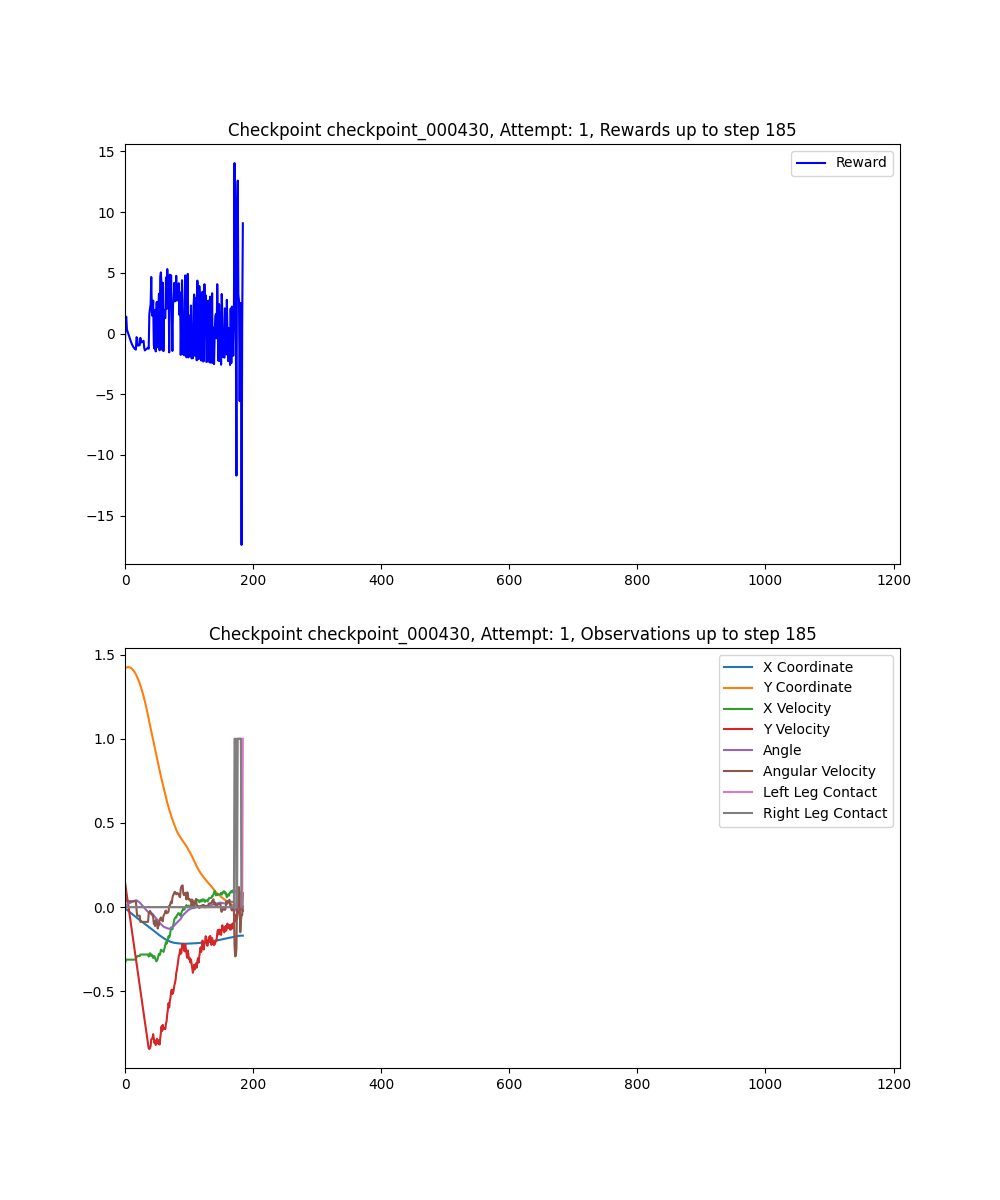 Checkpoint checkpoint_000430, Attempt: 1, Rewards up to step 185
15
10
5
0
−5
−10
−15
Reward
0 200 400 600 800 1000 1200
Checkpoint checkpoint_000430, Attempt: 1, Observations up to step 185
1.5
1.0
0.5
0.0
−0.5
X Coordinate
Y Coordinate
X Velocity
Y Velocity
Angle
Angular Velocity
Left Leg Contact
Right Leg Contact
0 200 400 600 800 1000 1200